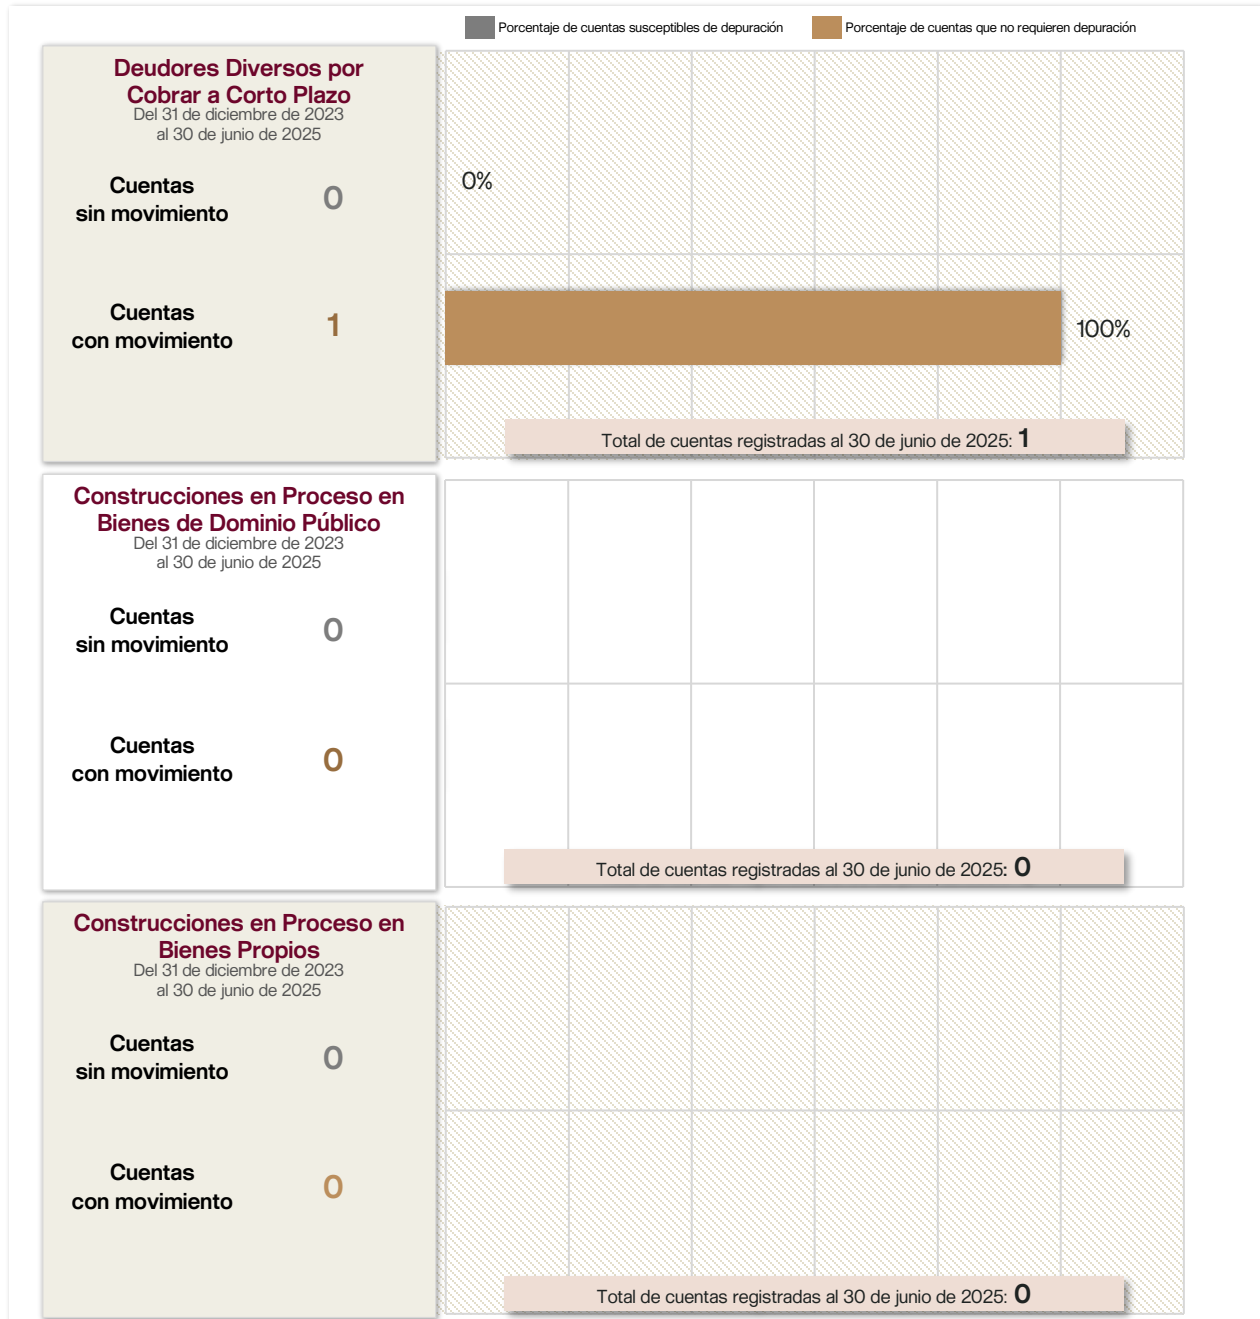 Porcentaje de cuentas susceptibles de depuración
Porcentaje de cuentas que no requieren depuración
Deudores Diversos por
Cobrar a Corto Plazo
Del 31 de diciembre de 2023
al 30 de junio de 2025
Cuentas
sin movimiento
0
0%
Cuentas
con movimiento
1
100%
Total de cuentas registradas al 30 de junio de 2025: 1
Construcciones en Proceso en
Bienes de Dominio Público
Del 31 de diciembre de 2023
al 30 de junio de 2025
Cuentas
sin movimiento
0
Cuentas
con movimiento
0
Total de cuentas registradas al 30 de junio de 2025: 0
Construcciones en Proceso en
Bienes Propios
Del 31 de diciembre de 2023
al 30 de junio de 2025
Cuentas
sin movimiento
0
Cuentas
con movimiento
0
Total de cuentas registradas al 30 de junio de 2025: 0